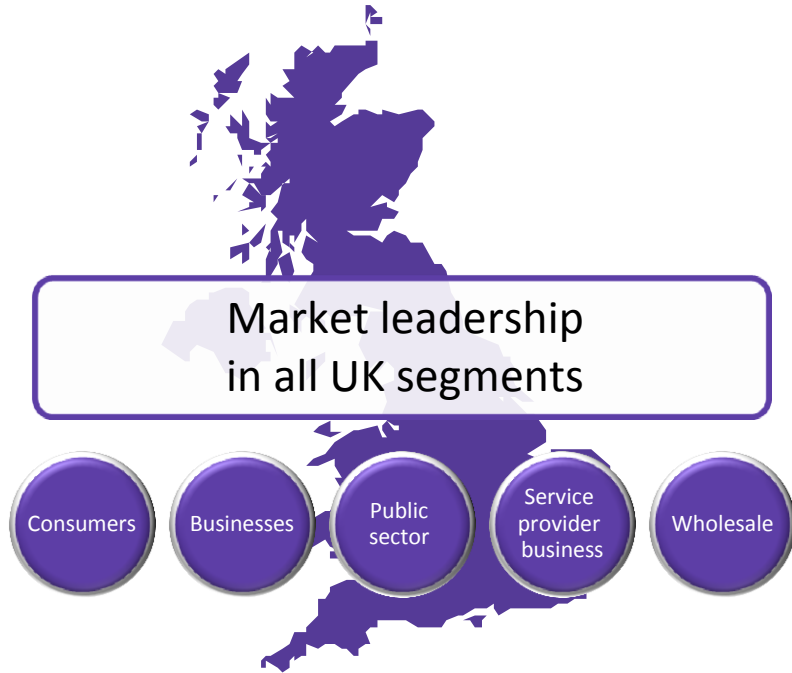 Market leadership
in all UK segments
Consumers
Businesses
Public
sector
Service
provider
business
Wholesale